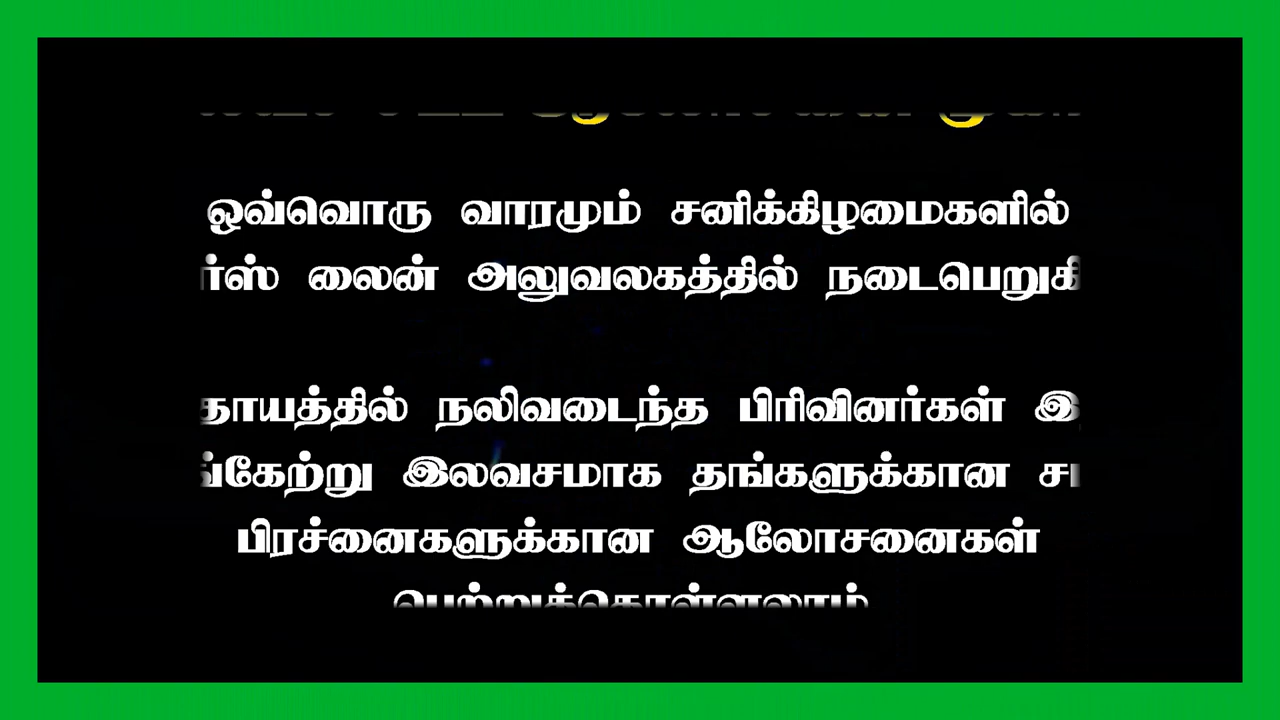 ஒவ்வொரு வாரமும் சனிக்கிழமைகளில்
ர்ஸ் லைன் அலுவலகத்தில் நடைபெறுகி
தாயத்தில் நலிவடைந்த பிரிவினர்கள் இ
ங்கேற்று இலவசமாக தங்களுக்கான ச
பிரச்னைகளுக்கான ஆலோசனைகள்
பெற்றுக்கொள்ளலாம்